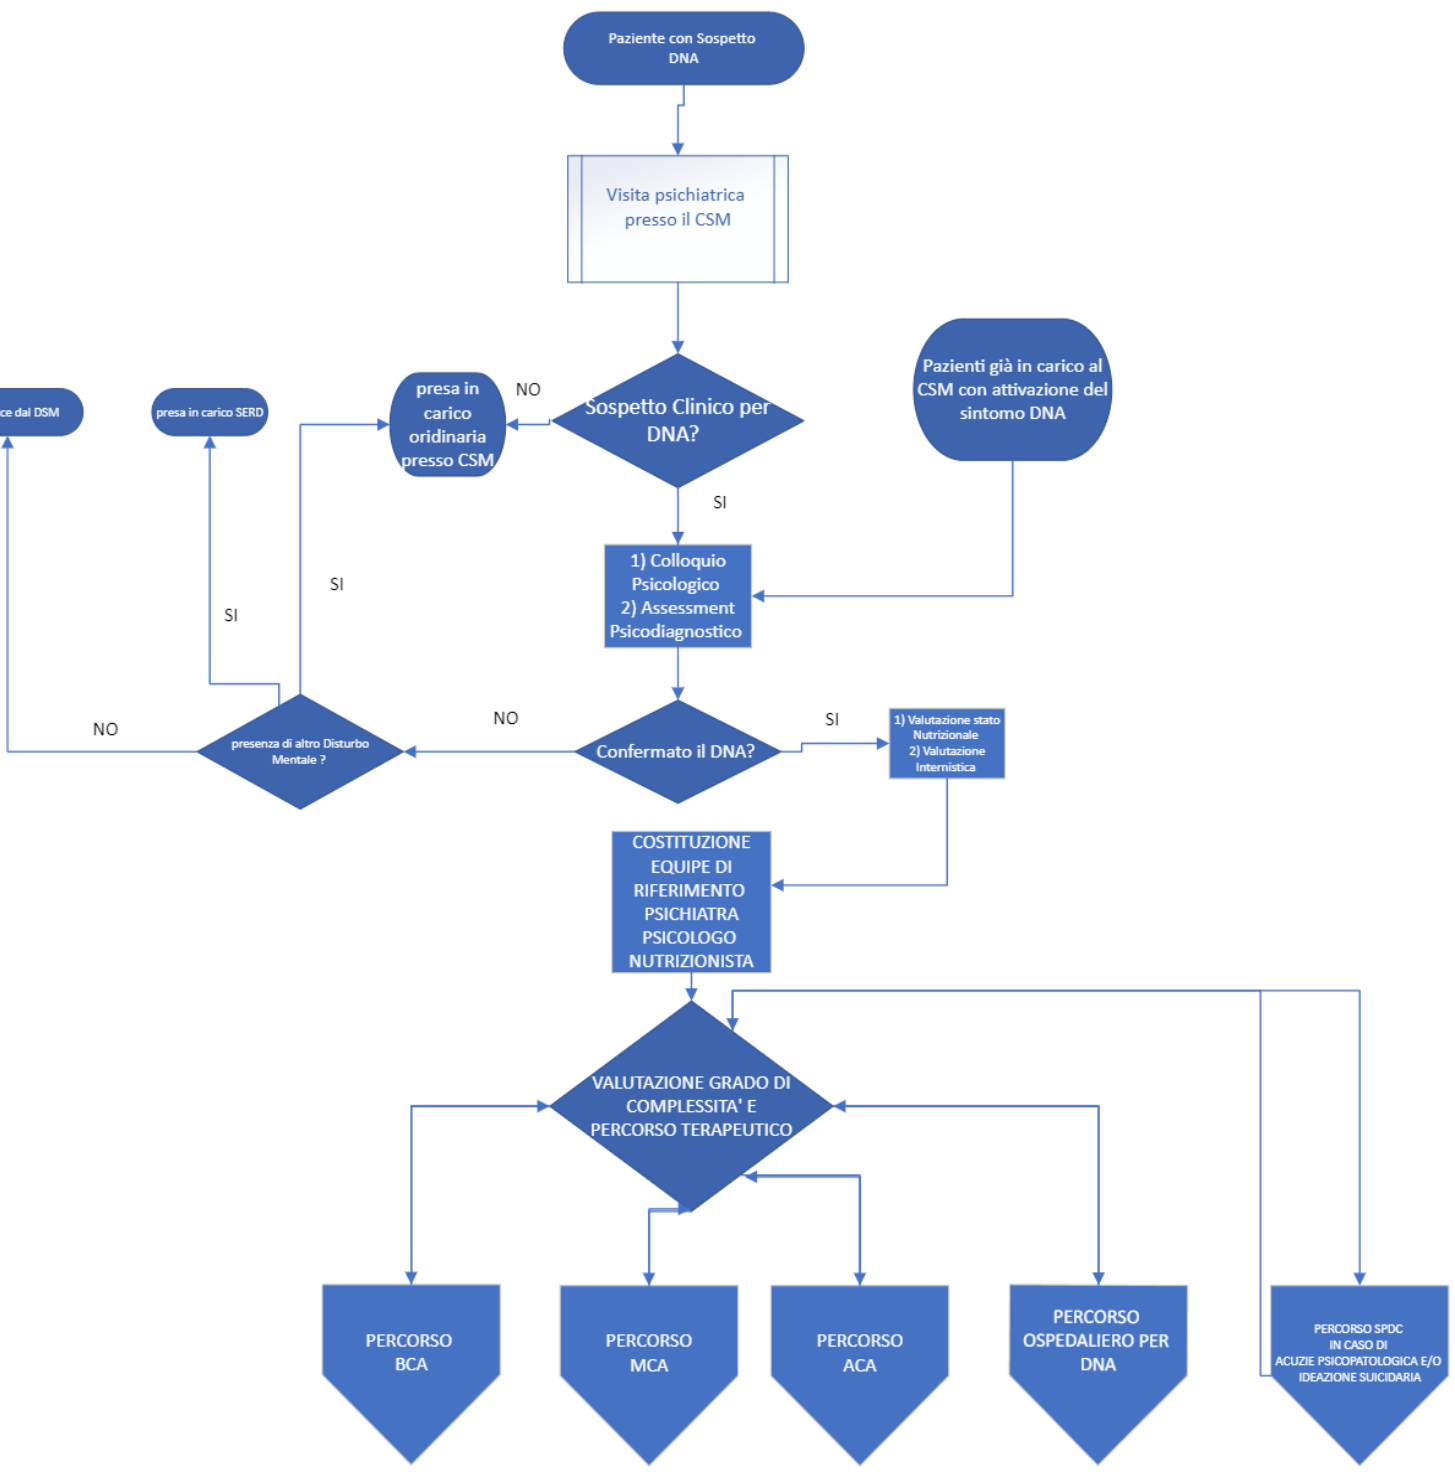 Paziente con Sospetto
DNA
Visita psichiatrica
presso il CSM
Pazienti già in carico al
CSM con attivazione del
sintomo DNA
Sospetto Clinico per
DNA?
NO
presa in
carico
oridinaria
presso CSM
presa in carico SERD
ce dal DSM
SI
1) Colloquio
Psicologico
2) Assessment
Psicodiagnostico
SI
SI
Confermato il DNA?
NO
SI
presenza di altro Disturbo
Mentale ?
NO
1) Valutazione stato
Nutrizionale
2) Valutazione
Internistica
COSTITUZIONE
EQUIPE DI
RIFERIMENTO
PSICHIATRA
PSICOLOGO
NUTRIZIONISTA
VALUTAZIONE GRADO DI
COMPLESSITA' E
PERCORSO TERAPEUTICO
PERCORSO
BCA
PERCORSO
MCA
PERCORSO
ACA
PERCORSO
OSPEDALIERO PER
DNA
PERCORSO SPDC
IN CASO DI
ACUZIE PSICOPATOLOGICA E/O
IDEAZIONE SUICIDARIA